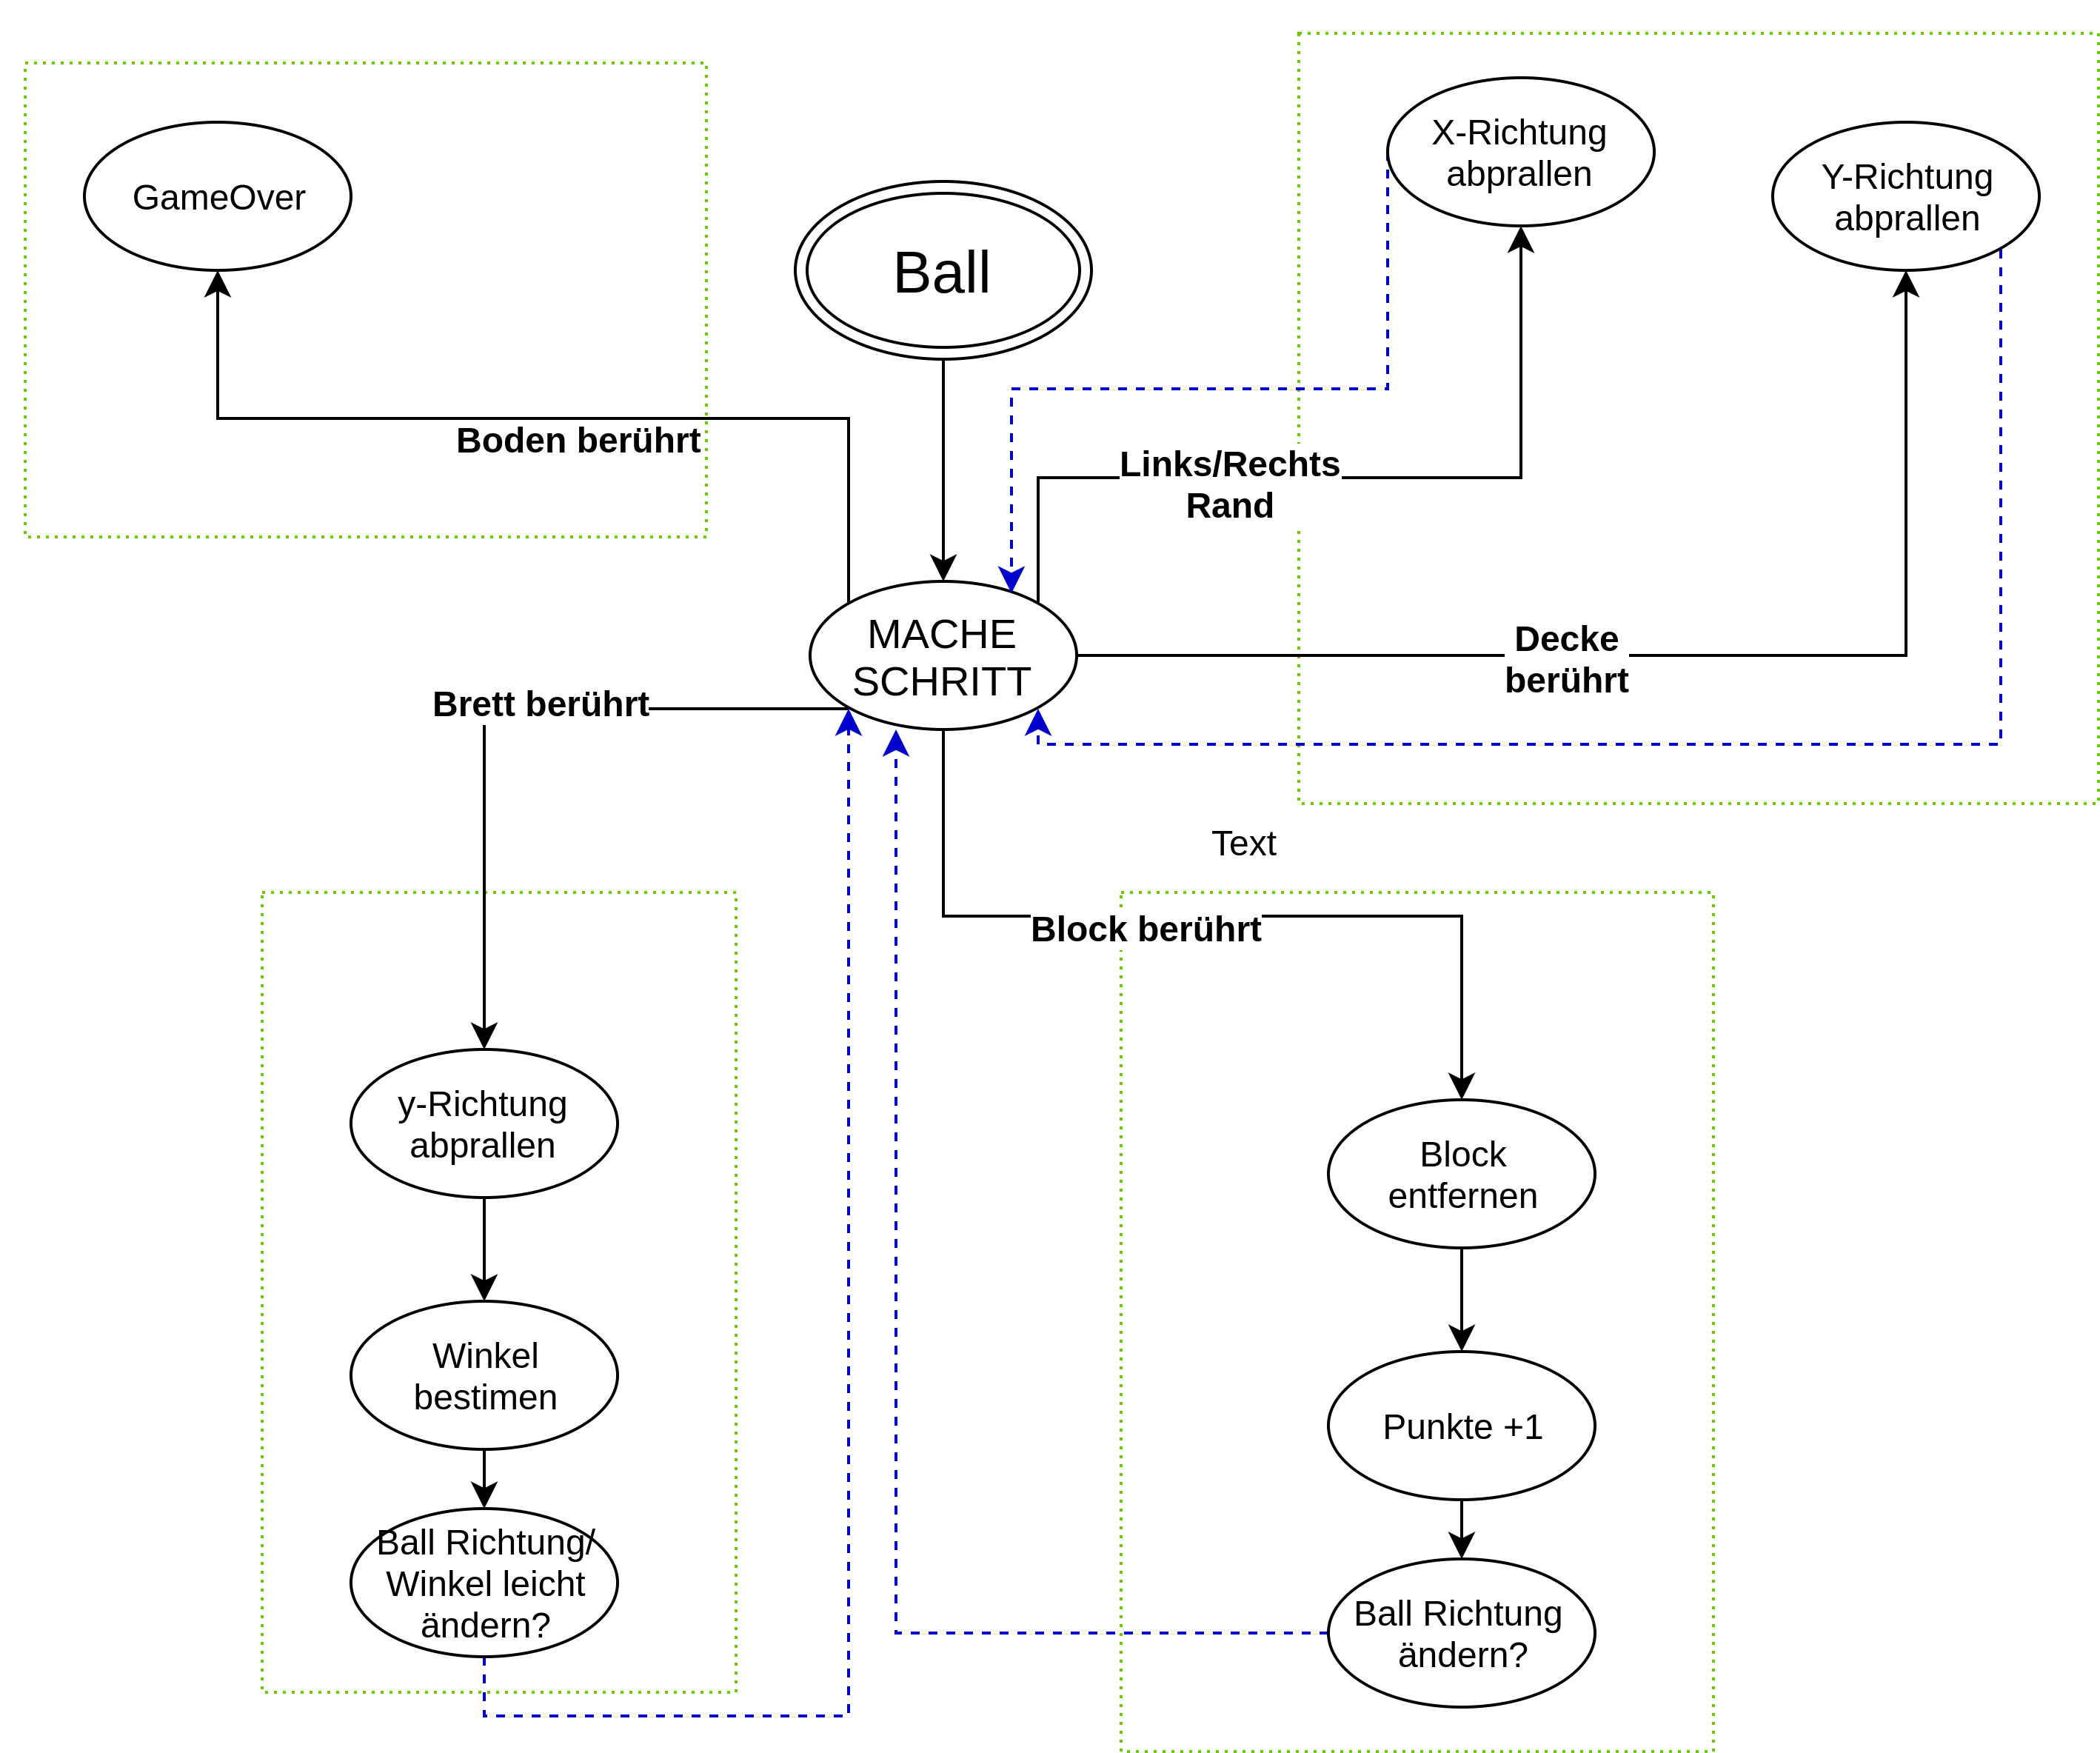 GameOver
Ball
X-Richtung
abprallen
Y-Richtung
abprallen
Boden berührt
Links/Rechts
Rand
MACHE
SCHRITT
Decke
berührt
Brett berührt
Text
Block berührt
y-Richtung
abprallen
Winkel
bestimen
Ball Richtung/
Winkel leicht
ändern?
Block
entfernen
Punkte +1
Ball Richtung
ändern?